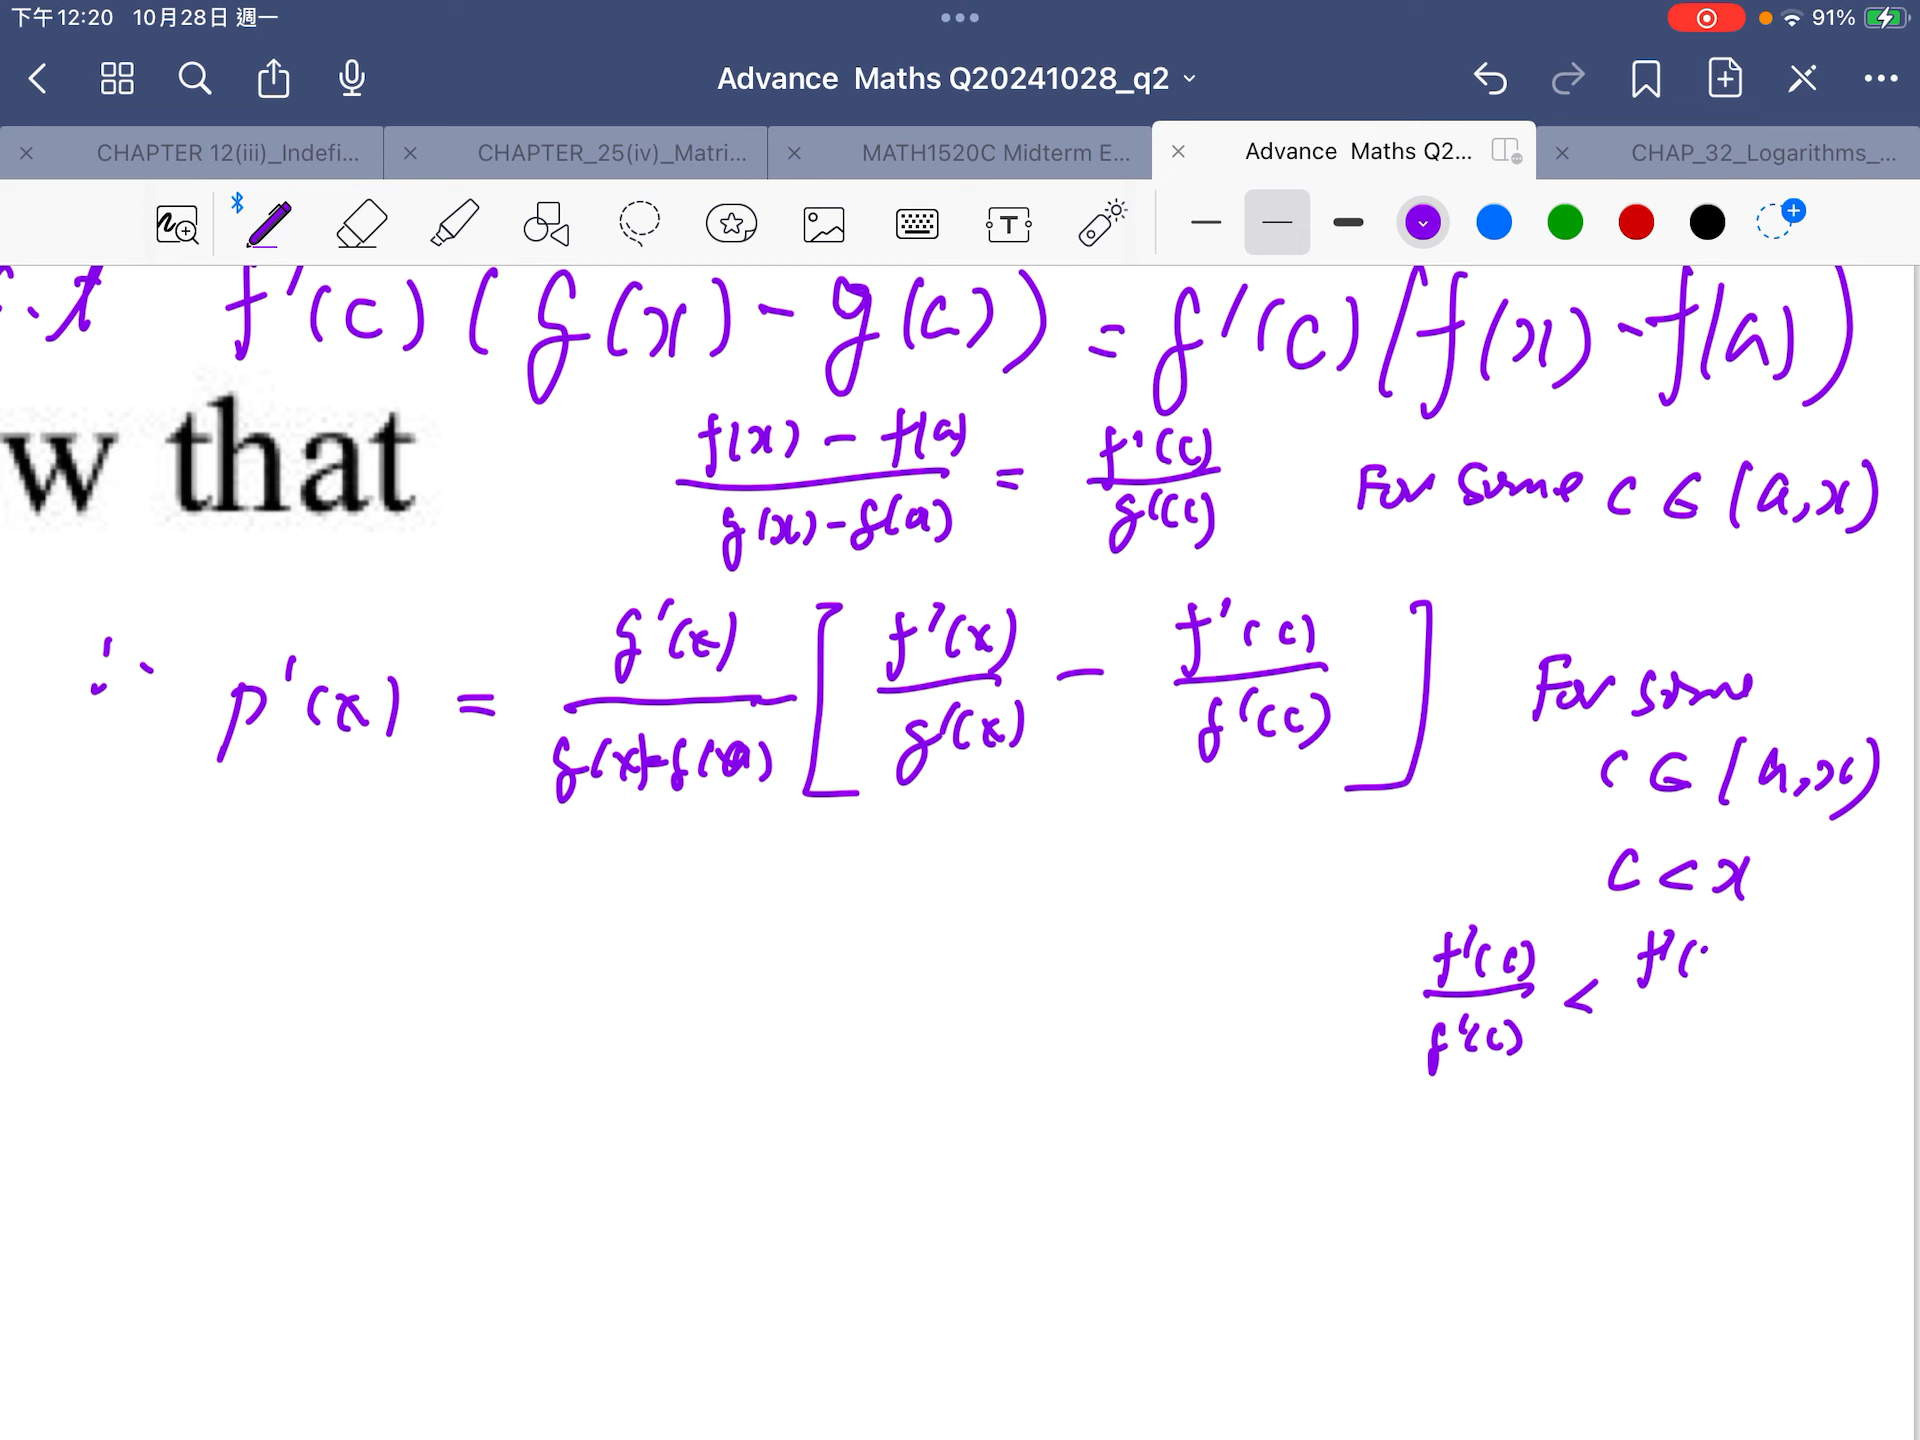 下午12:20 10月28日 週一
91%
Advance Maths Q20241028_q2
CHAPTER 12(iii)_Indefi...
CHAPTER_25(iv)_Matri...
MATH1520C Midterm E...
Advance Maths Q2...
CHAP_32_Logarithms_...
.t f'(c) (g(x) - g(a)) = g'(c) (f(x) - f(a))
w that
f(x) - f(a) / g(x) - g(a) = f'(c) / g'(c) For some c ∈ (a,x)
∴ p'(x) = g'(x) / g(x)-g(a) [ f'(x) / g'(x) - f'(c) / g'(c) ] For some
c ∈ (a,x)
c < x
f'(c) / g'(c) < f'(